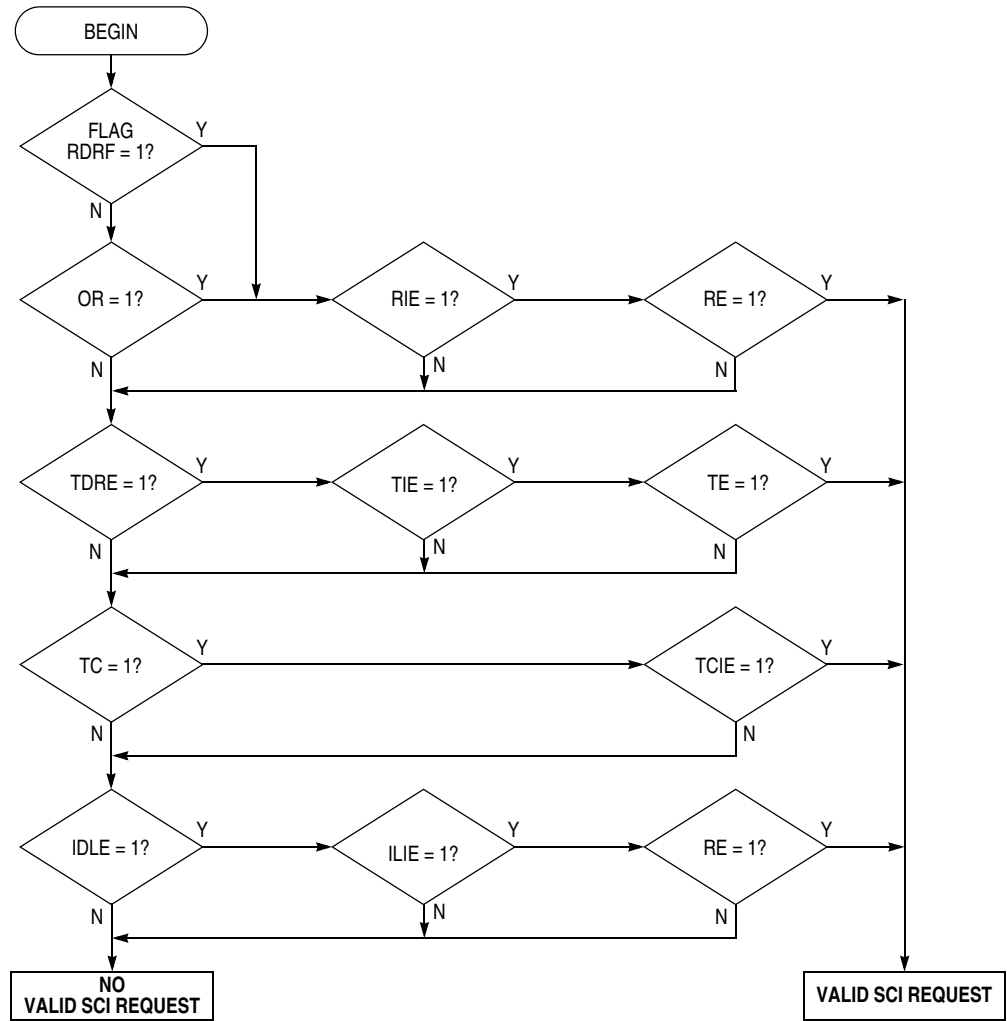 BEGIN
FLAG
RDRF = 1?
Y
N
OR = 1?
Y
RIE = 1?
Y
RE = 1?
Y
N
N
N
TDRE = 1?
Y
TIE = 1?
Y
TE = 1?
Y
N
N
N
TC = 1?
Y
TCIE = 1?
Y
N
N
IDLE = 1?
Y
ILIE = 1?
Y
RE = 1?
Y
N
N
N
NO
VALID SCI REQUEST
VALID SCI REQUEST